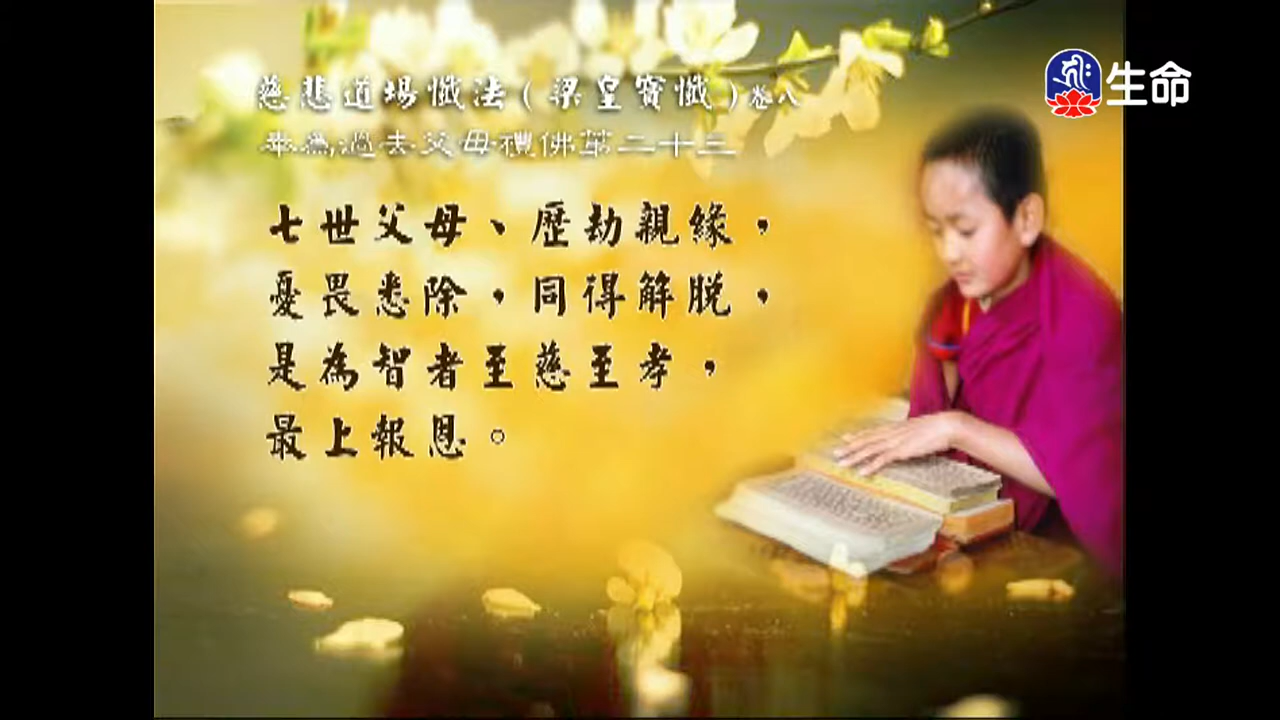 慈悲道場懺法（梁皇寶懺）卷八
奉為過去父母禮佛第二十三
生命
七世父母、歷劫親緣，
憂畏悉除，同得解脫，
是為智者至慈至孝，
最上報恩。